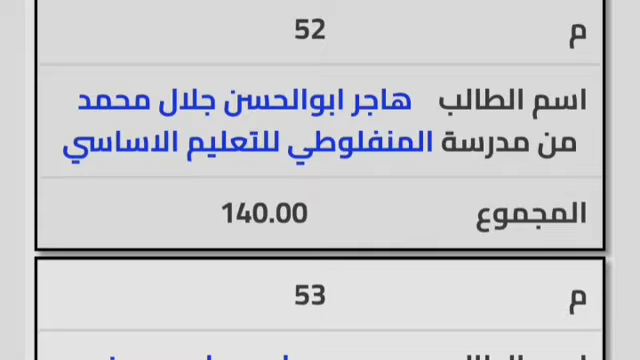 م 52
اسم الطالب هاجر ابوالحسن جلال محمد
من مدرسة المنفلوطي للتعليم الاساسي
المجموع 140.00
م 53